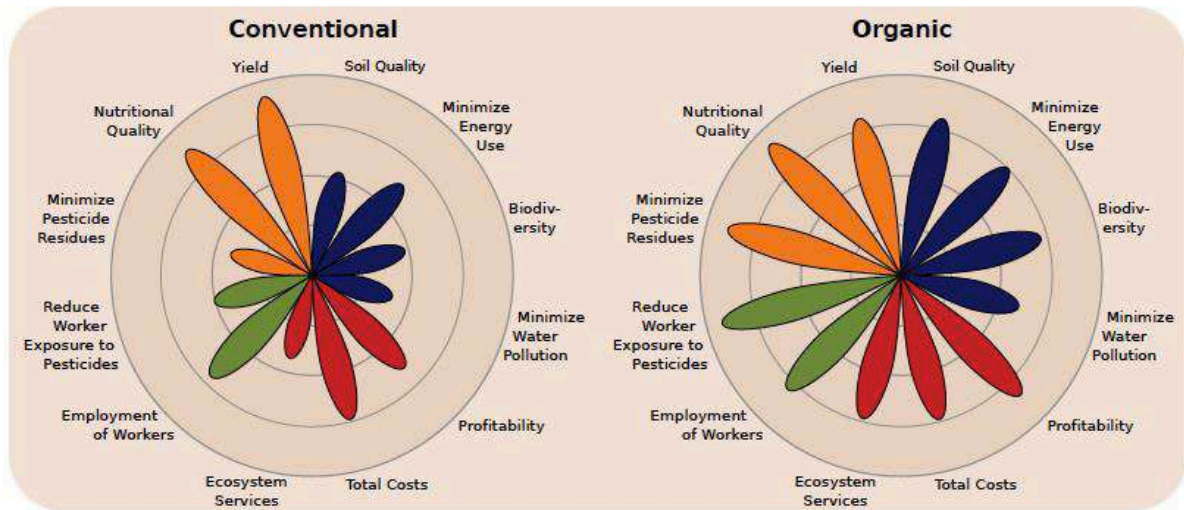 Conventional
Yield
Soil Quality
Nutritional
Quality
Minimize
Energy
Use
Minimize
Pesticide
Residues
Biodiv-
ersity
Reduce
Worker
Exposure to
Pesticides
Minimize
Water
Pollution
Employment
of Workers
Profitability
Ecosystem
Services
Total Costs
Organic
Yield
Soil Quality
Nutritional
Quality
Minimize
Energy
Use
Minimize
Pesticide
Residues
Biodiv-
ersity
Reduce
Worker
Exposure to
Pesticides
Minimize
Water
Pollution
Employment
of Workers
Profitability
Ecosystem
Services
Total Costs